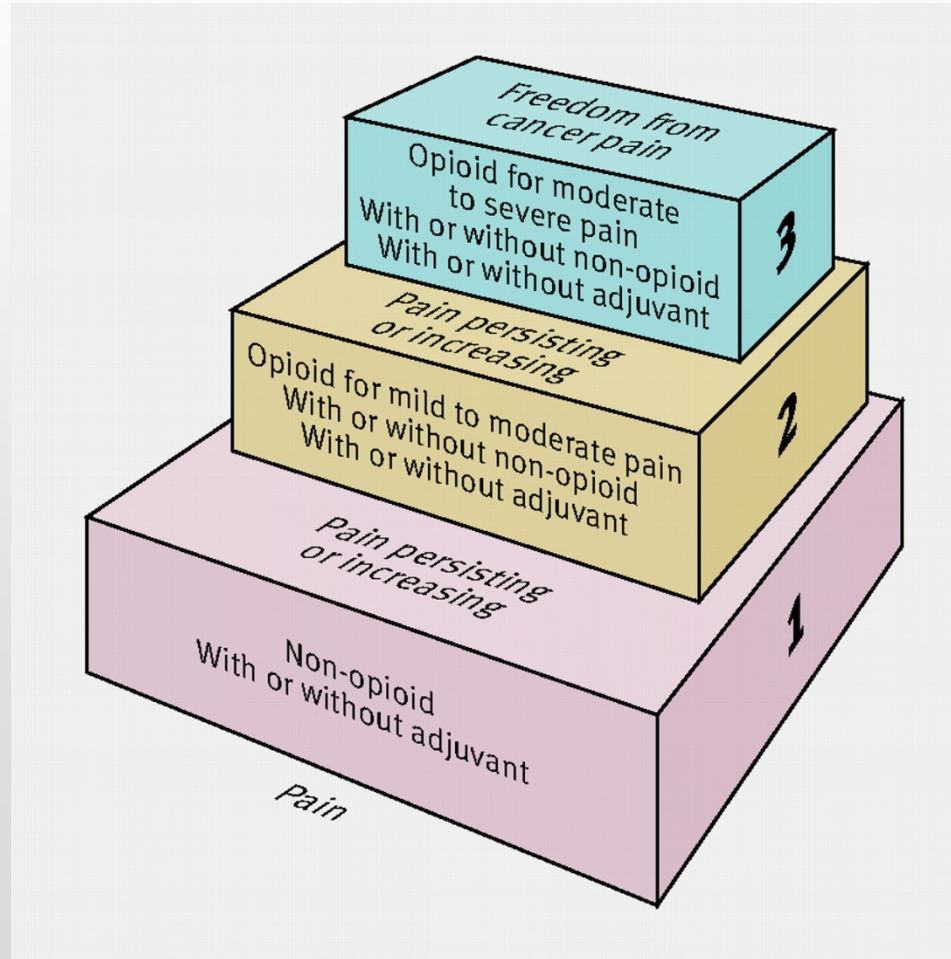 Freedom from
cancer pain
Opioid for moderate
to severe pain
With or without non-opioid
With or without adjuvant
3
Pain persisting
or increasing
Opioid for mild to moderate pain
With or without non-opioid
With or without adjuvant
2
Pain persisting
or increasing
Non-opioid
With or without adjuvant
1
Pain